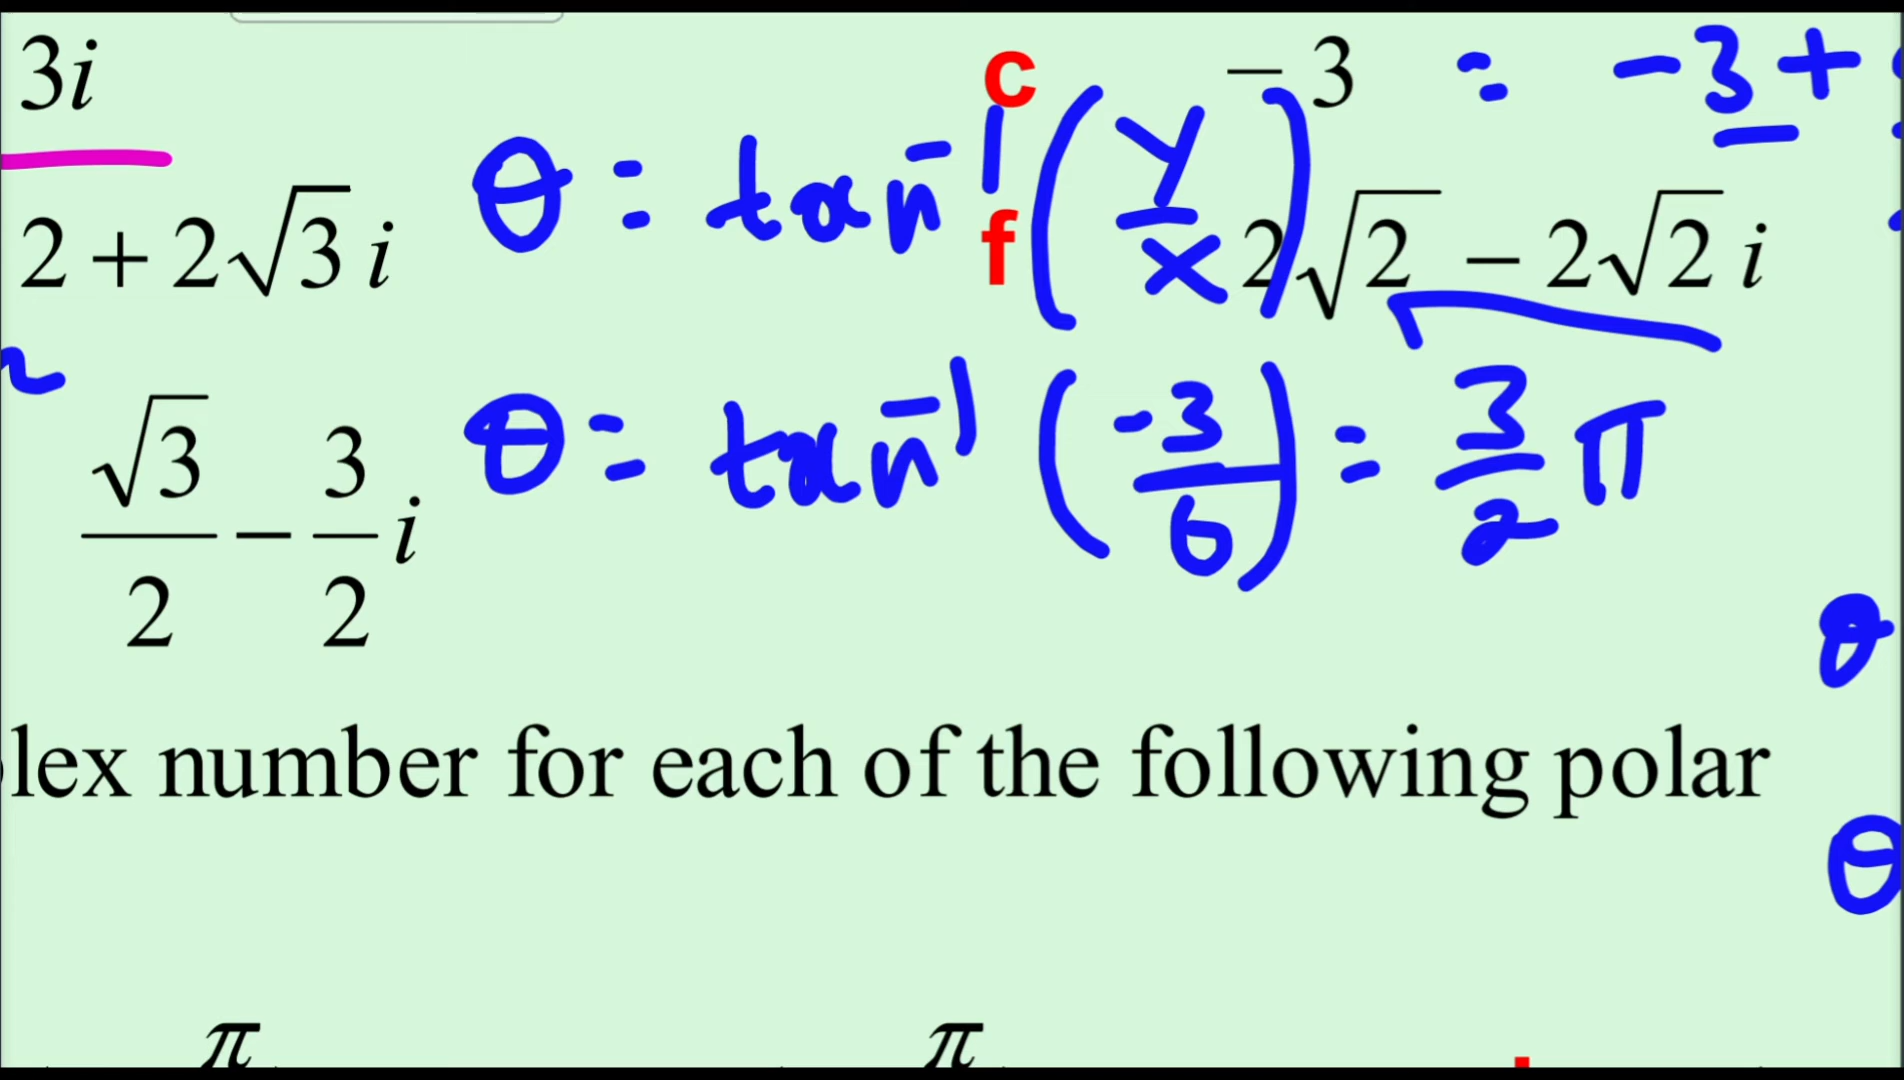 3i c −3 = −3+
θ = tan⁻¹ (y/x)
2 + 2√3 i f 2√2 − 2√2 i
θ = tan⁻¹ (-3/6) = 3/2 π
√3/2 − 3/2 i
θ
lex number for each of the following polar
θ
π π